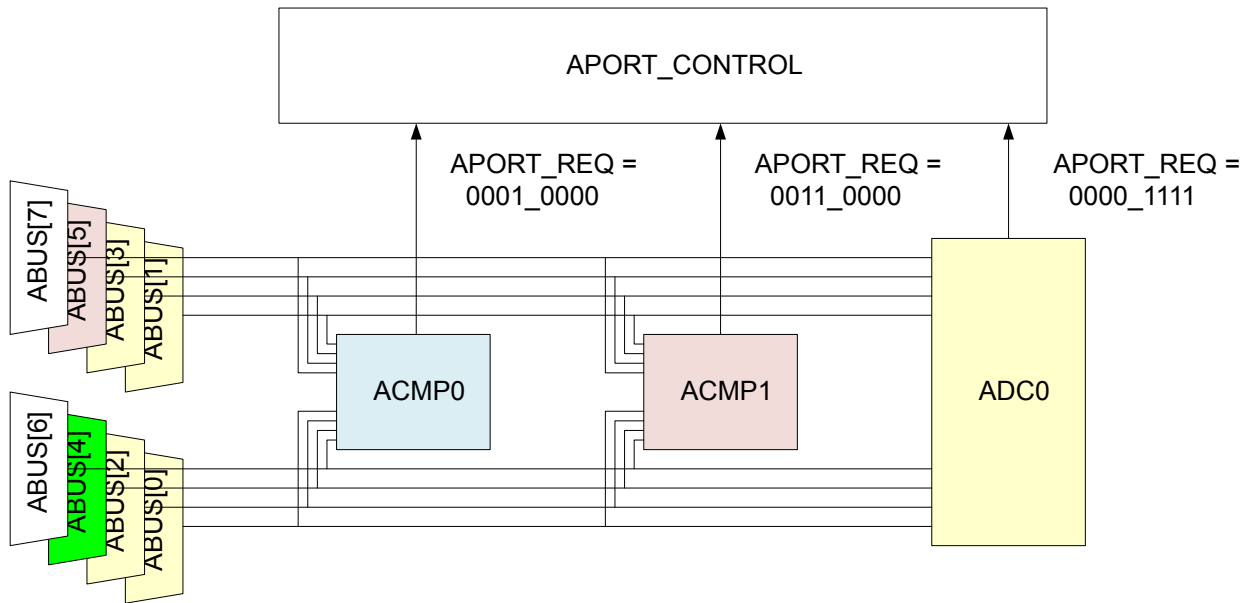 APORT_CONTROL
APORT_REQ =
0001_0000
APORT_REQ =
0011_0000
APORT_REQ =
0000_1111
ABUS[7]
ABUS[5]
ABUS[3]
ABUS[1]
ACMP0
ACMP1
ADC0
ABUS[6]
ABUS[4]
ABUS[2]
ABUS[0]